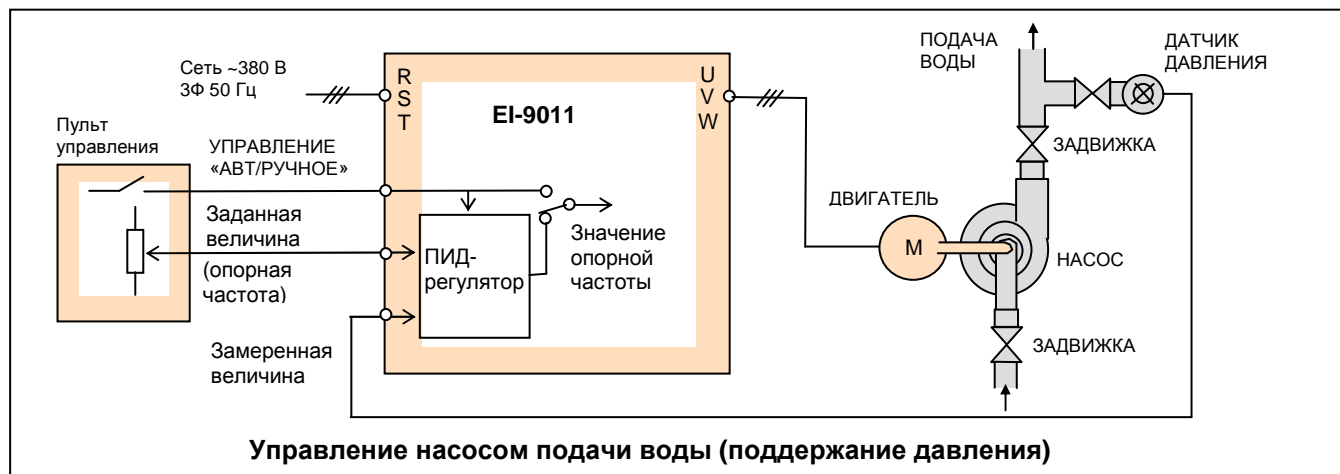 Сеть ~380 В
3Ф 50 Гц
Пульт
управления
УПРАВЛЕНИЕ
«АВТ/РУЧНОЕ»
Заданная
величина
(опорная
частота)
Замеренная
величина
R
S
T
EI-9011
U
V
W
ПИД-
регулятор
Значение
опорной
частоты
ДВИГАТЕЛЬ
М
ПОДАЧА
ВОДЫ
ДАТЧИК
ДАВЛЕНИЯ
ЗАДВИЖКА
НАСОС
ЗАДВИЖКА
Управление насосом подачи воды (поддержание давления)